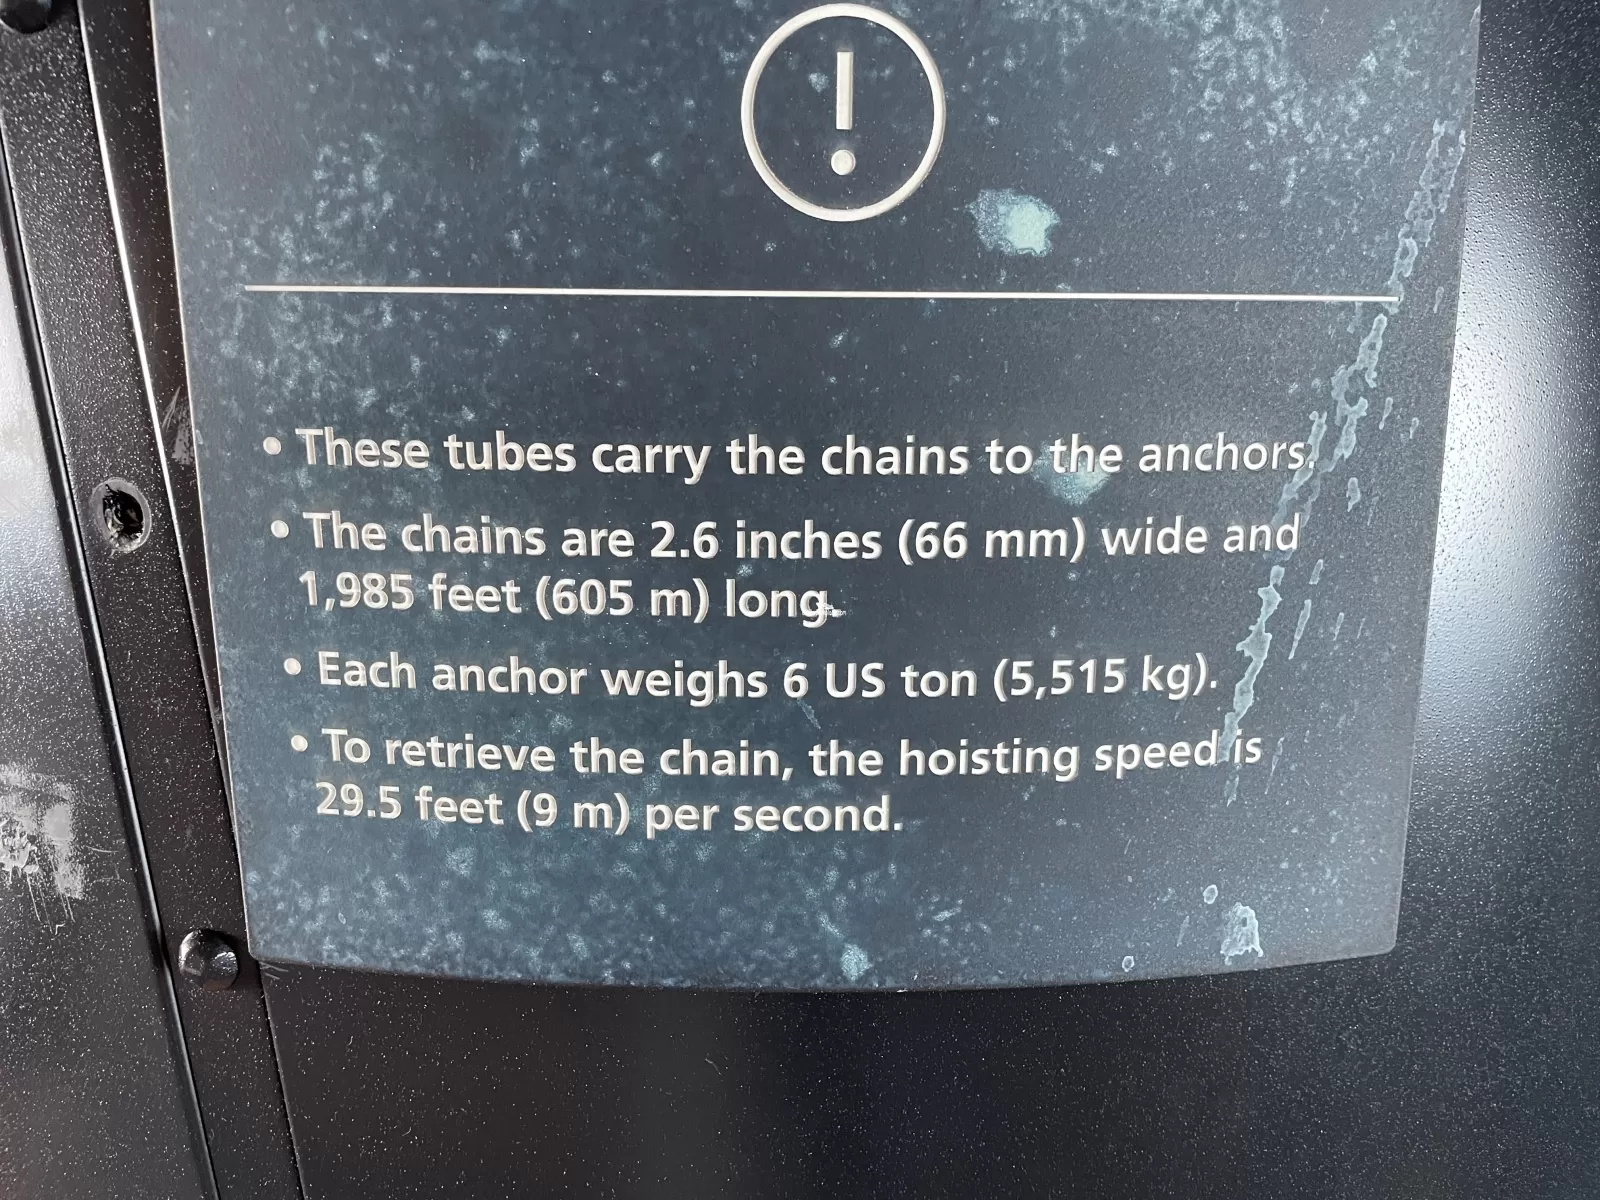 !
• These tubes carry the chains to the anchors.
• The chains are 2.6 inches (66 mm) wide and
1,985 feet (605 m) long.
• Each anchor weighs 6 US ton (5,515 kg).
• To retrieve the chain, the hoisting speed is
29.5 feet (9 m) per second.